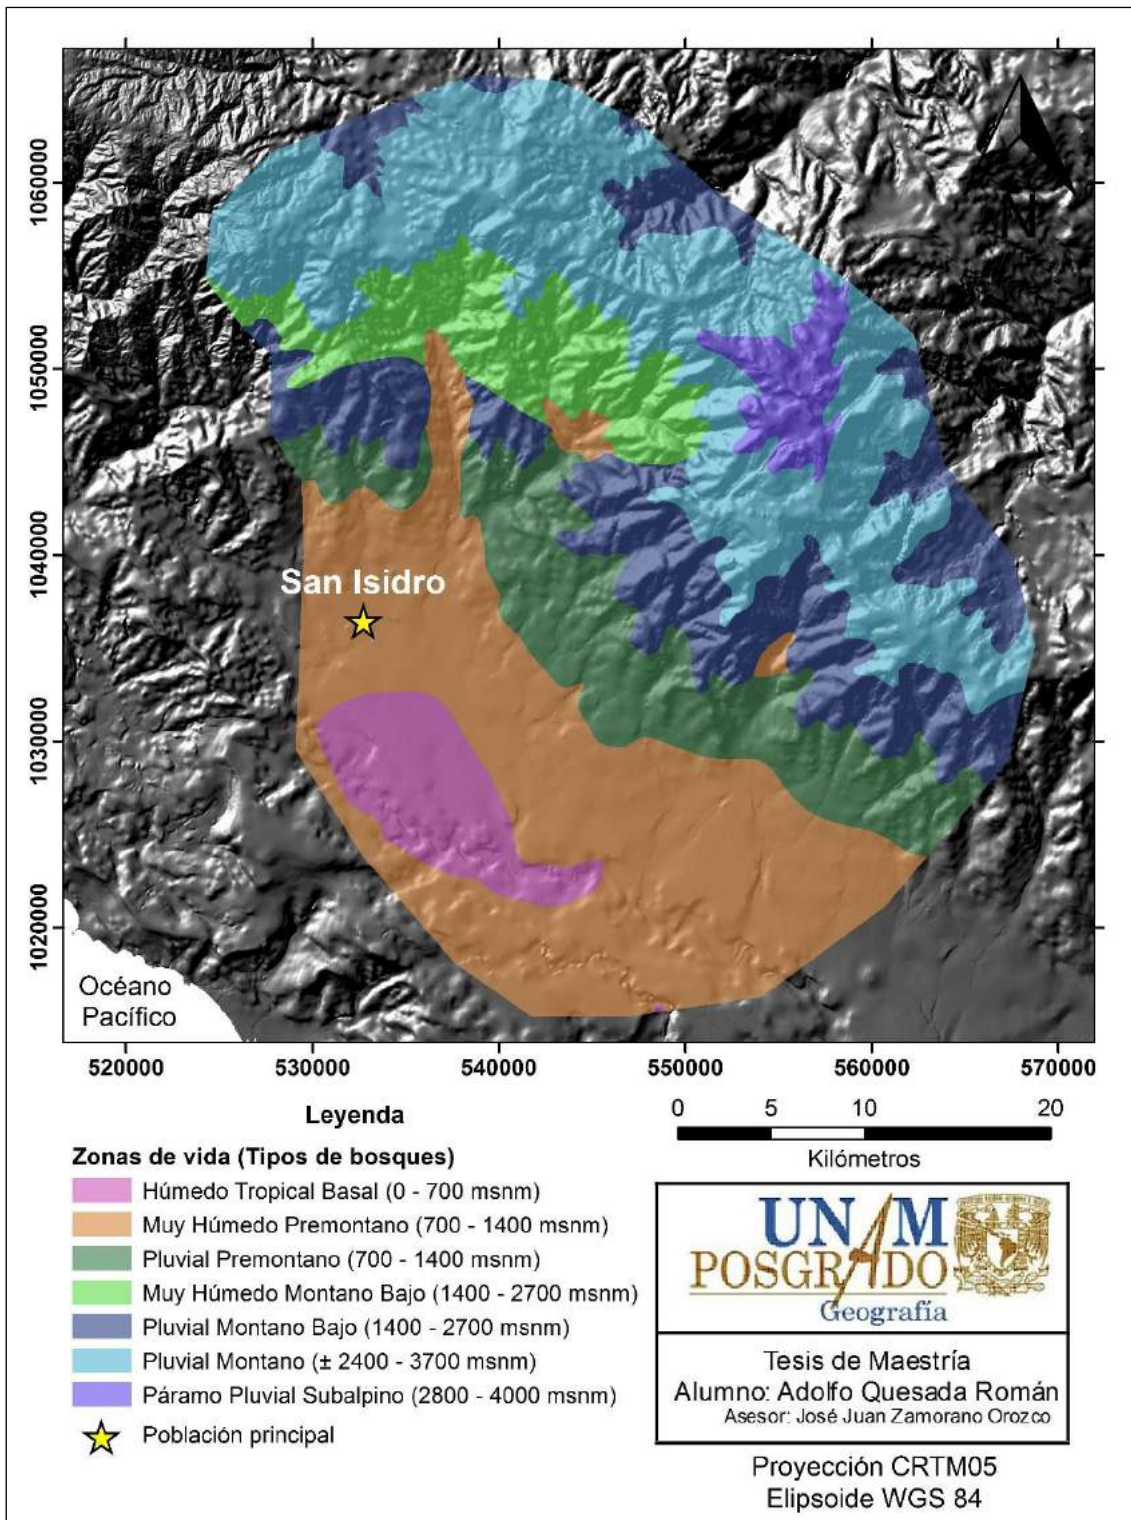 1060000
1050000
1040000
1030000
1020000
N
San Isidro
Océano
Pacífico
520000
530000
540000
550000
560000
570000
Leyenda
Zonas de vida (Tipos de bosques)
Húmedo Tropical Basal (0 - 700 msnm)
Muy Húmedo Premontano (700 - 1400 msnm)
Pluvial Premontano (700 - 1400 msnm)
Muy Húmedo Montano Bajo (1400 - 2700 msnm)
Pluvial Montano Bajo (1400 - 2700 msnm)
Pluvial Montano (± 2400 - 3700 msnm)
Páramo Pluvial Subalpino (2800 - 4000 msnm)
Población principal
0 5 10 20
Kilómetros
UNAM
POSGRADO
Geografía
Tesis de Maestría
Alumno: Adolfo Quesada Román
Asesor: José Juan Zamorano Orozco
Proyección CRTM05
Elipsoide WGS 84